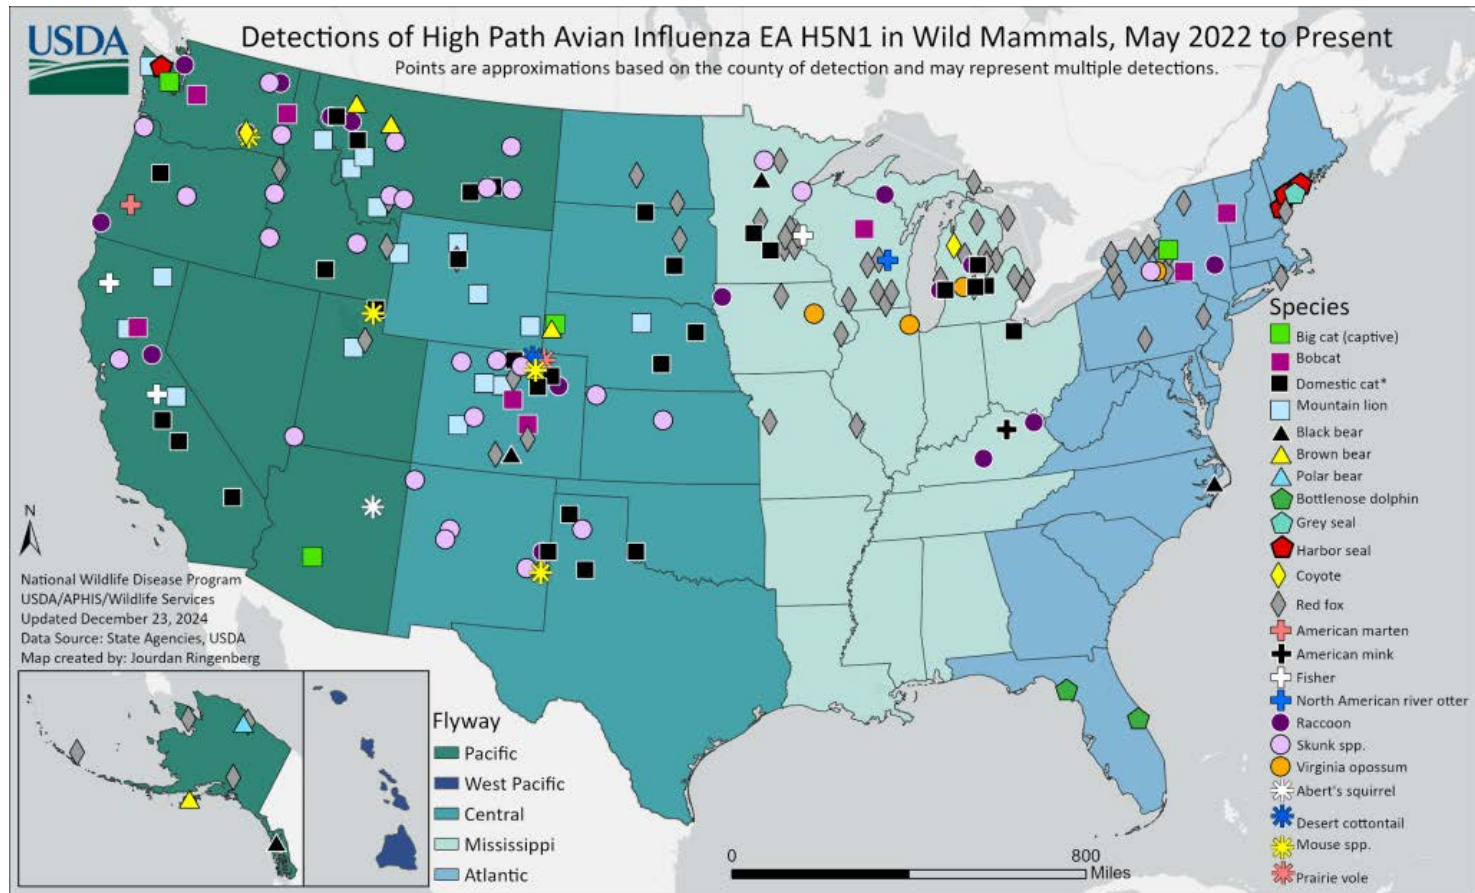 USDA
Detections of High Path Avian Influenza EA H5N1 in Wild Mammals, May 2022 to Present
Points are approximations based on the county of detection and may represent multiple detections.
Species
Big cat (captive)
Bobcat
Domestic cat*
Mountain lion
Black bear
Brown bear
Polar bear
Bottlenose dolphin
Grey seal
Harbor seal
Coyote
Red fox
American marten
American mink
Fisher
North American river otter
Raccoon
Skunk spp.
Virginia opossum
Abert's squirrel
Desert cottontail
Mouse spp.
Prairie vole
N
National Wildlife Disease Program
USDA/APHIS/Wildlife Services
Updated December 23, 2024
Data Source: State Agencies, USDA
Map created by: Jourdan Ringenberg
Flyway
Pacific
West Pacific
Central
Mississippi
Atlantic
0 800
Miles